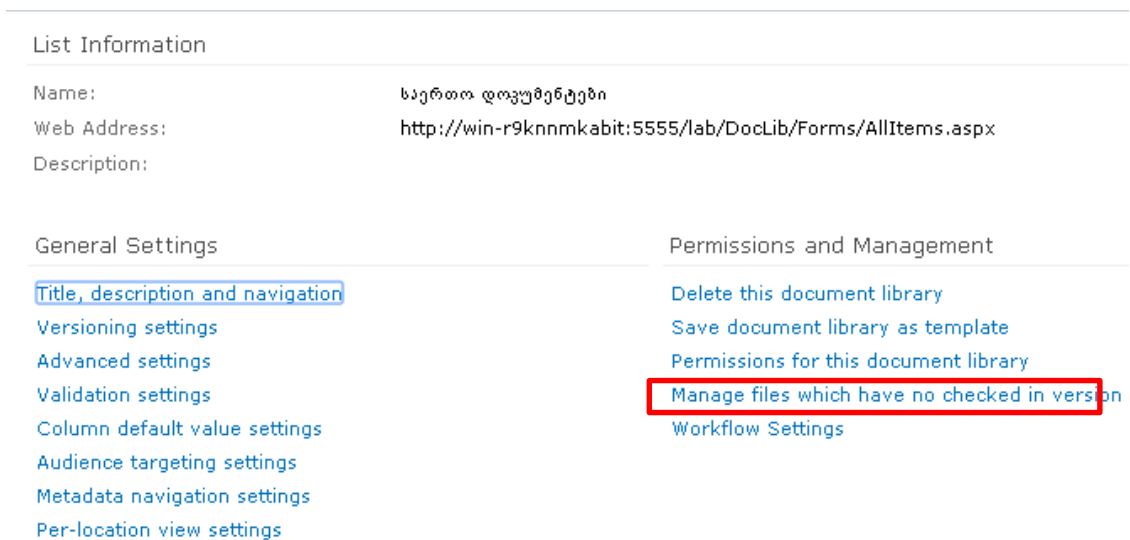 List Information
Name: საერთო დოკუმენტები
Web Address: http://win-r9knnmkabit:5555/lab/DocLib/Forms/AllItems.aspx
Description:
General Settings
Title, description and navigation
Versioning settings
Advanced settings
Validation settings
Column default value settings
Audience targeting settings
Metadata navigation settings
Per-location view settings
Permissions and Management
Delete this document library
Save document library as template
Permissions for this document library
Manage files which have no checked in version
Workflow Settings